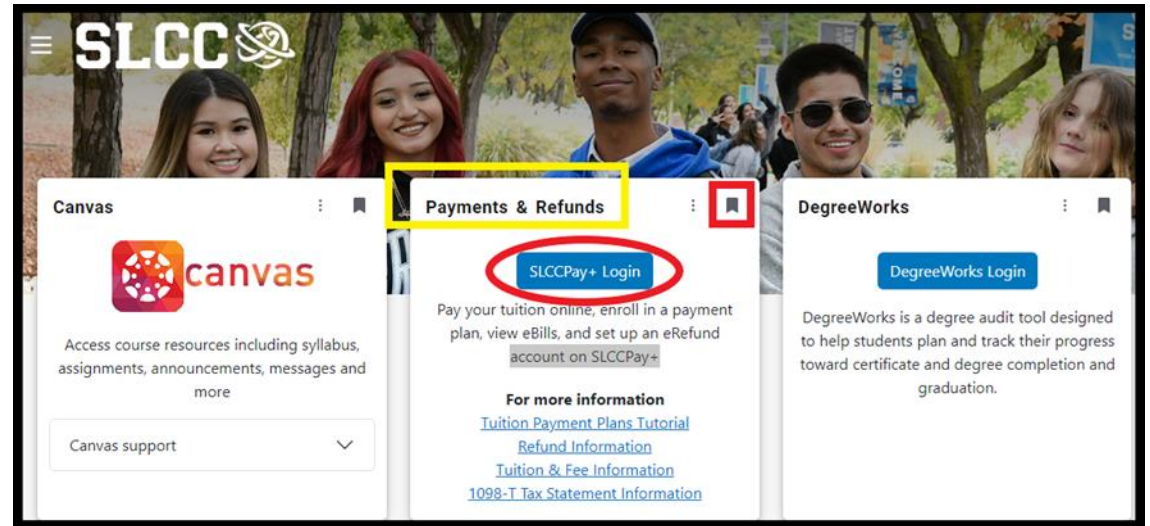 SLCC
WELCOME
S
Canvas
canvas
Access course resources including syllabus,
assignments, announcements, messages and
more
Canvas support
Payments & Refunds
SLCCPay+ Login
Pay your tuition online, enroll in a payment
plan, view eBills, and set up an eRefund
account on SLCCPay+
For more information
Tuition Payment Plans Tutorial
Refund Information
Tuition & Fee Information
1098-T Tax Statement Information
DegreeWorks
DegreeWorks Login
DegreeWorks is a degree audit tool designed
to help students plan and track their progress
toward certificate and degree completion and
graduation.